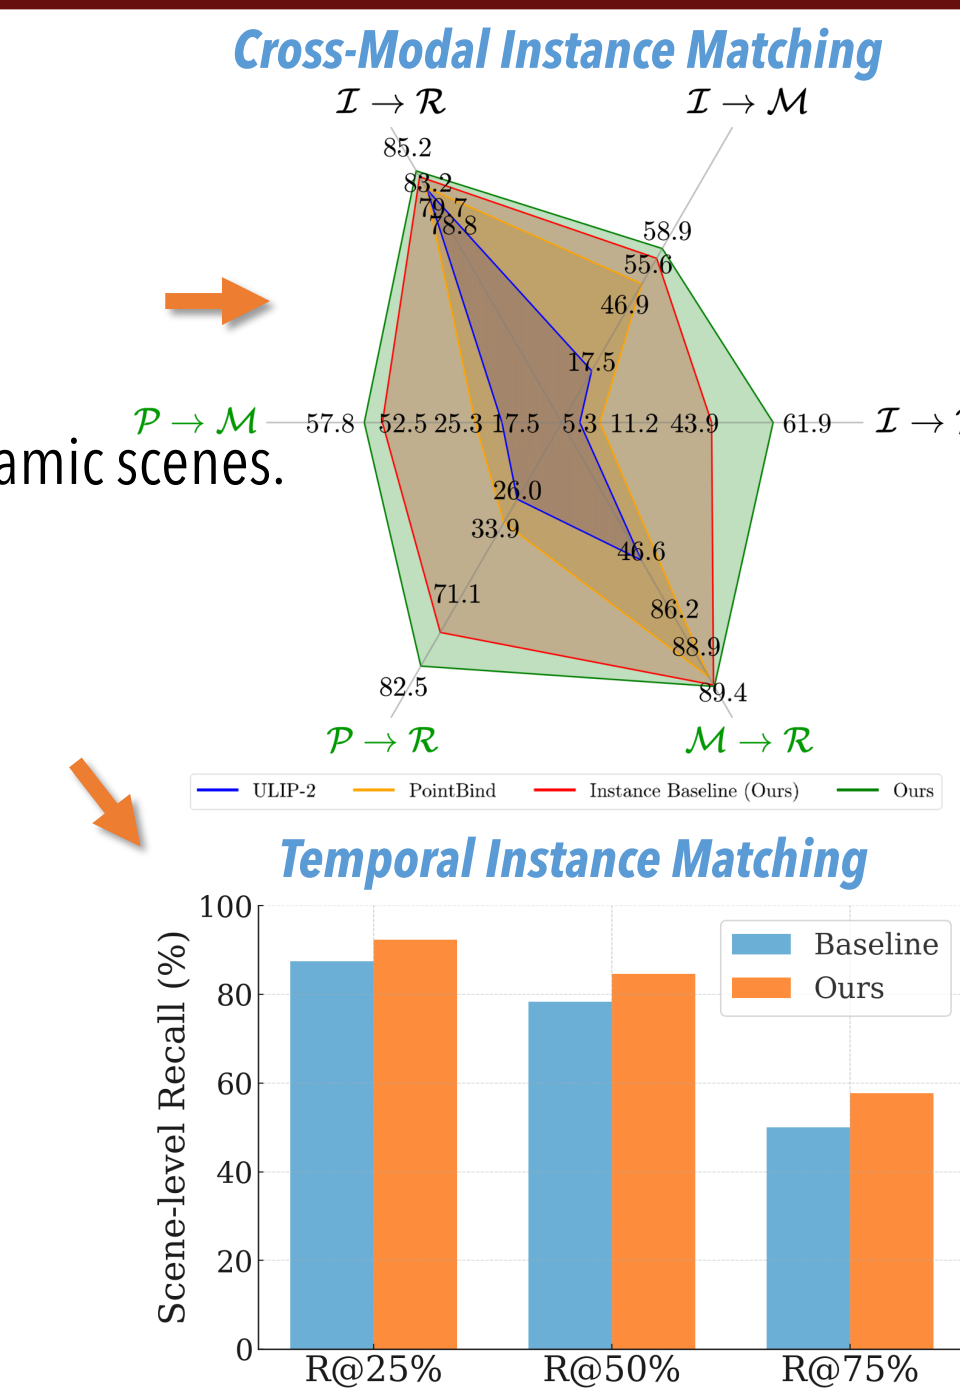 Cross-Modal Instance Matching
ℐ → ℛ
ℐ → ℳ
85.2
83.2
79.7
78.8
58.9
55.6
46.9
17.5
𝒫 → ℳ
57.8 52.5 25.3 17.5 5.3 11.2 43.9 61.9
ℐ →
amic scenes.
26.0
33.9
46.6
71.1
86.2
88.9
82.5
89.4
𝒫 → ℛ
ℳ → ℛ
ULIP-2 PointBind Instance Baseline (Ours) Ours
Temporal Instance Matching
Scene-level Recall (%)
100
80
60
40
20
0
Baseline
Ours
R@25% R@50% R@75%